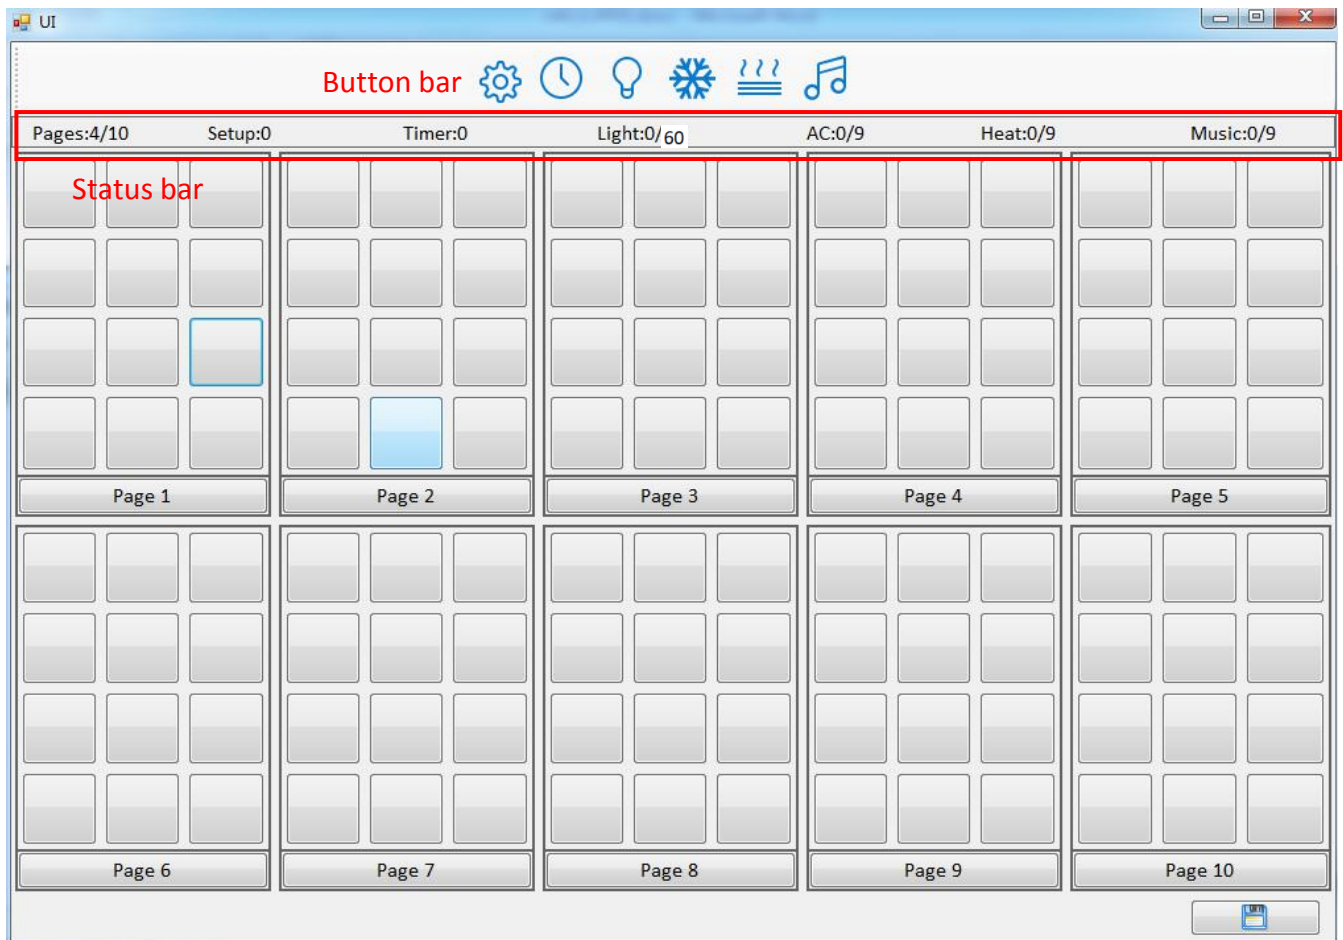 UI
Button bar
Pages:4/10 Setup:0 Timer:0 Light:0/60 AC:0/9 Heat:0/9 Music:0/9
Status bar
Page 1 Page 2 Page 3 Page 4 Page 5
Page 6 Page 7 Page 8 Page 9 Page 10